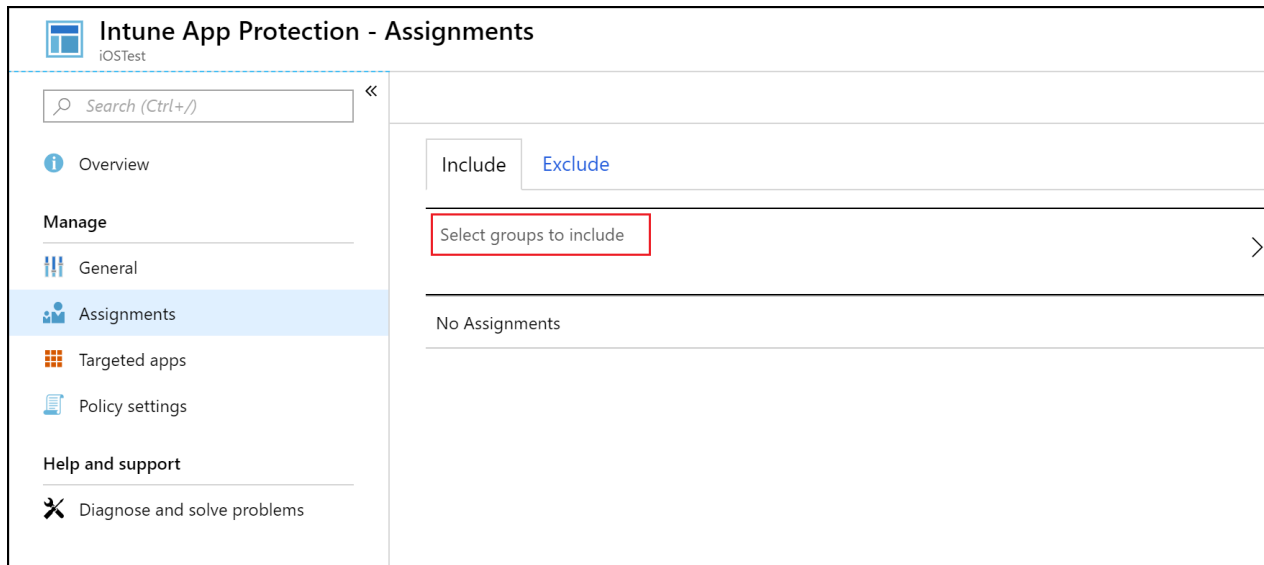 Intune App Protection - Assignments
iOSTest
Search (Ctrl+/)
Overview
Manage
General
Assignments
Targeted apps
Policy settings
Help and support
Diagnose and solve problems
Include
Exclude
Select groups to include
No Assignments